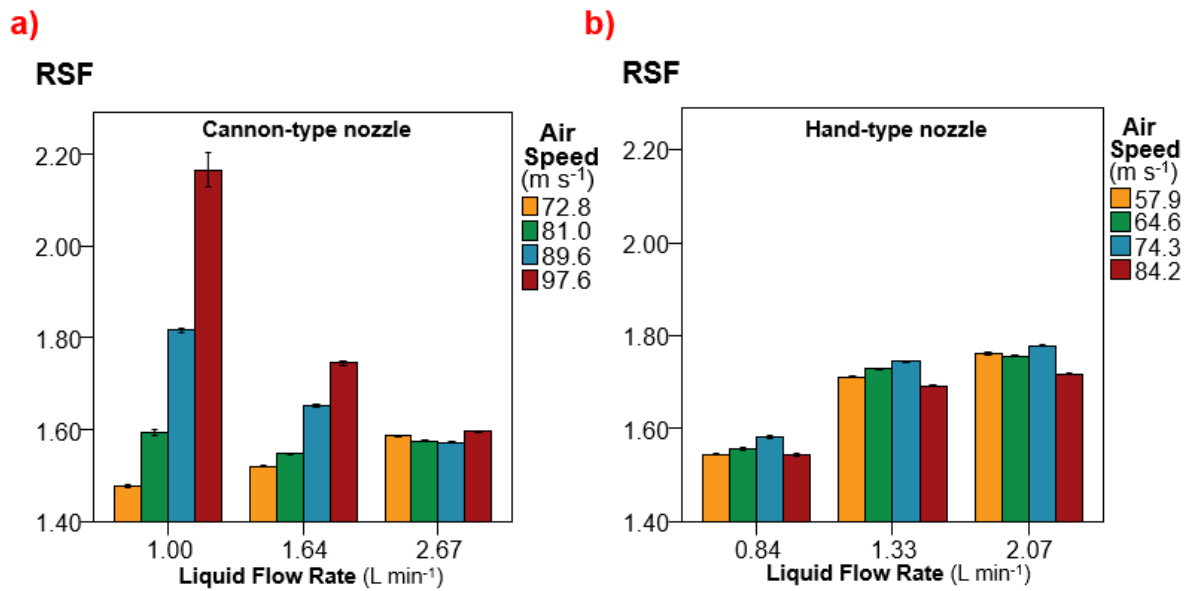 a)
RSF
Cannon-type nozzle
2.20
2.00
1.80
1.60
1.40
1.00 1.64 2.67
Liquid Flow Rate (L min-1)
Air
Speed
(m s-1)
72.8
81.0
89.6
97.6
b)
RSF
Hand-type nozzle
2.20
2.00
1.80
1.60
1.40
0.84 1.33 2.07
Liquid Flow Rate (L min-1)
Air
Speed
(m s-1)
57.9
64.6
74.3
84.2